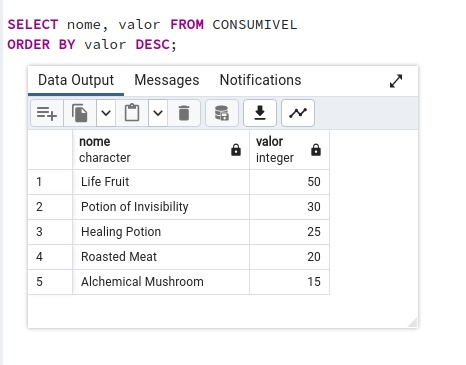 SELECT nome, valor FROM CONSUMIVEL
ORDER BY valor DESC;
Data Output Messages Notifications
nome valor
character integer
1 Life Fruit 50
2 Potion of Invisibility 30
3 Healing Potion 25
4 Roasted Meat 20
5 Alchemical Mushroom 15